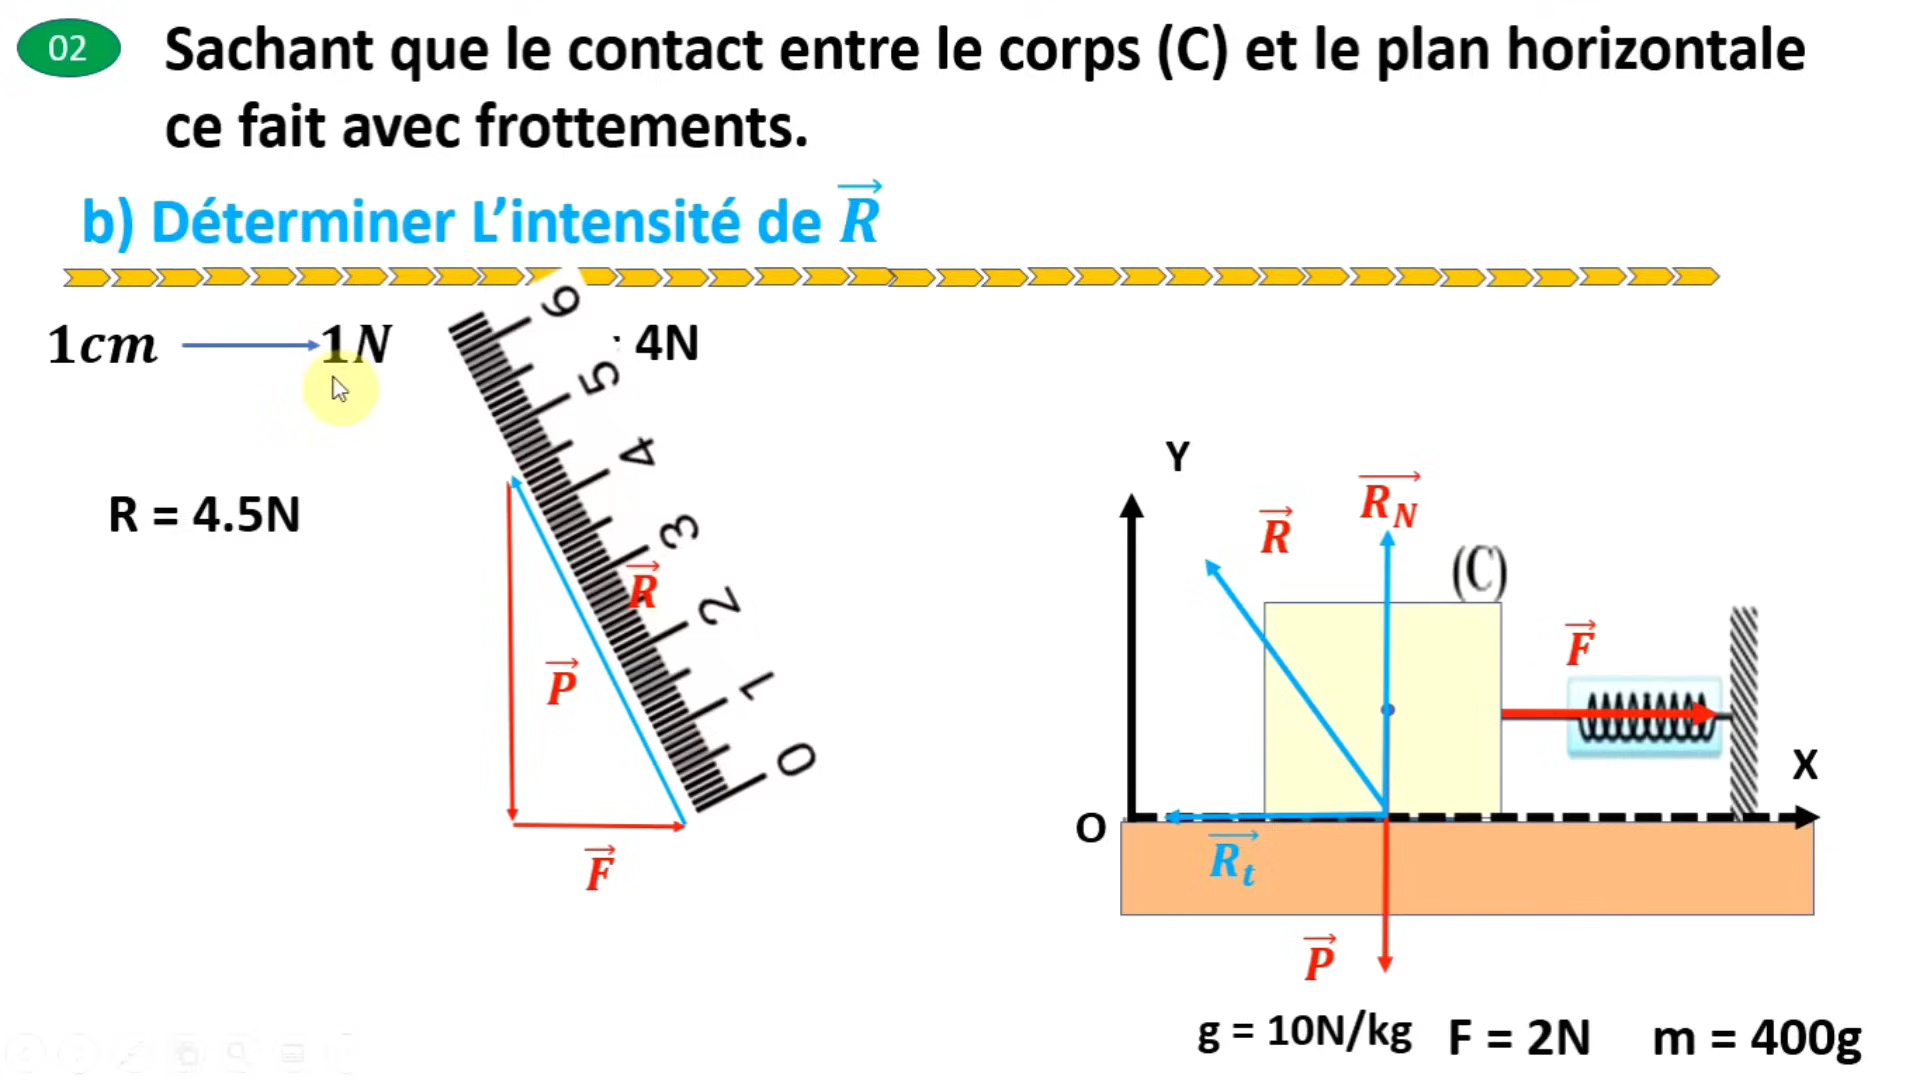 02
Sachant que le contact entre le corps (C) et le plan horizontale
ce fait avec frottements.
b) Déterminer L’intensité de R
1cm 1N
4N
R = 4.5N
6
5
4
3
2
1
0
R
P
F
Y
R
R_N
(C)
F
X
O
R_t
P
g = 10N/kg F = 2N m = 400g